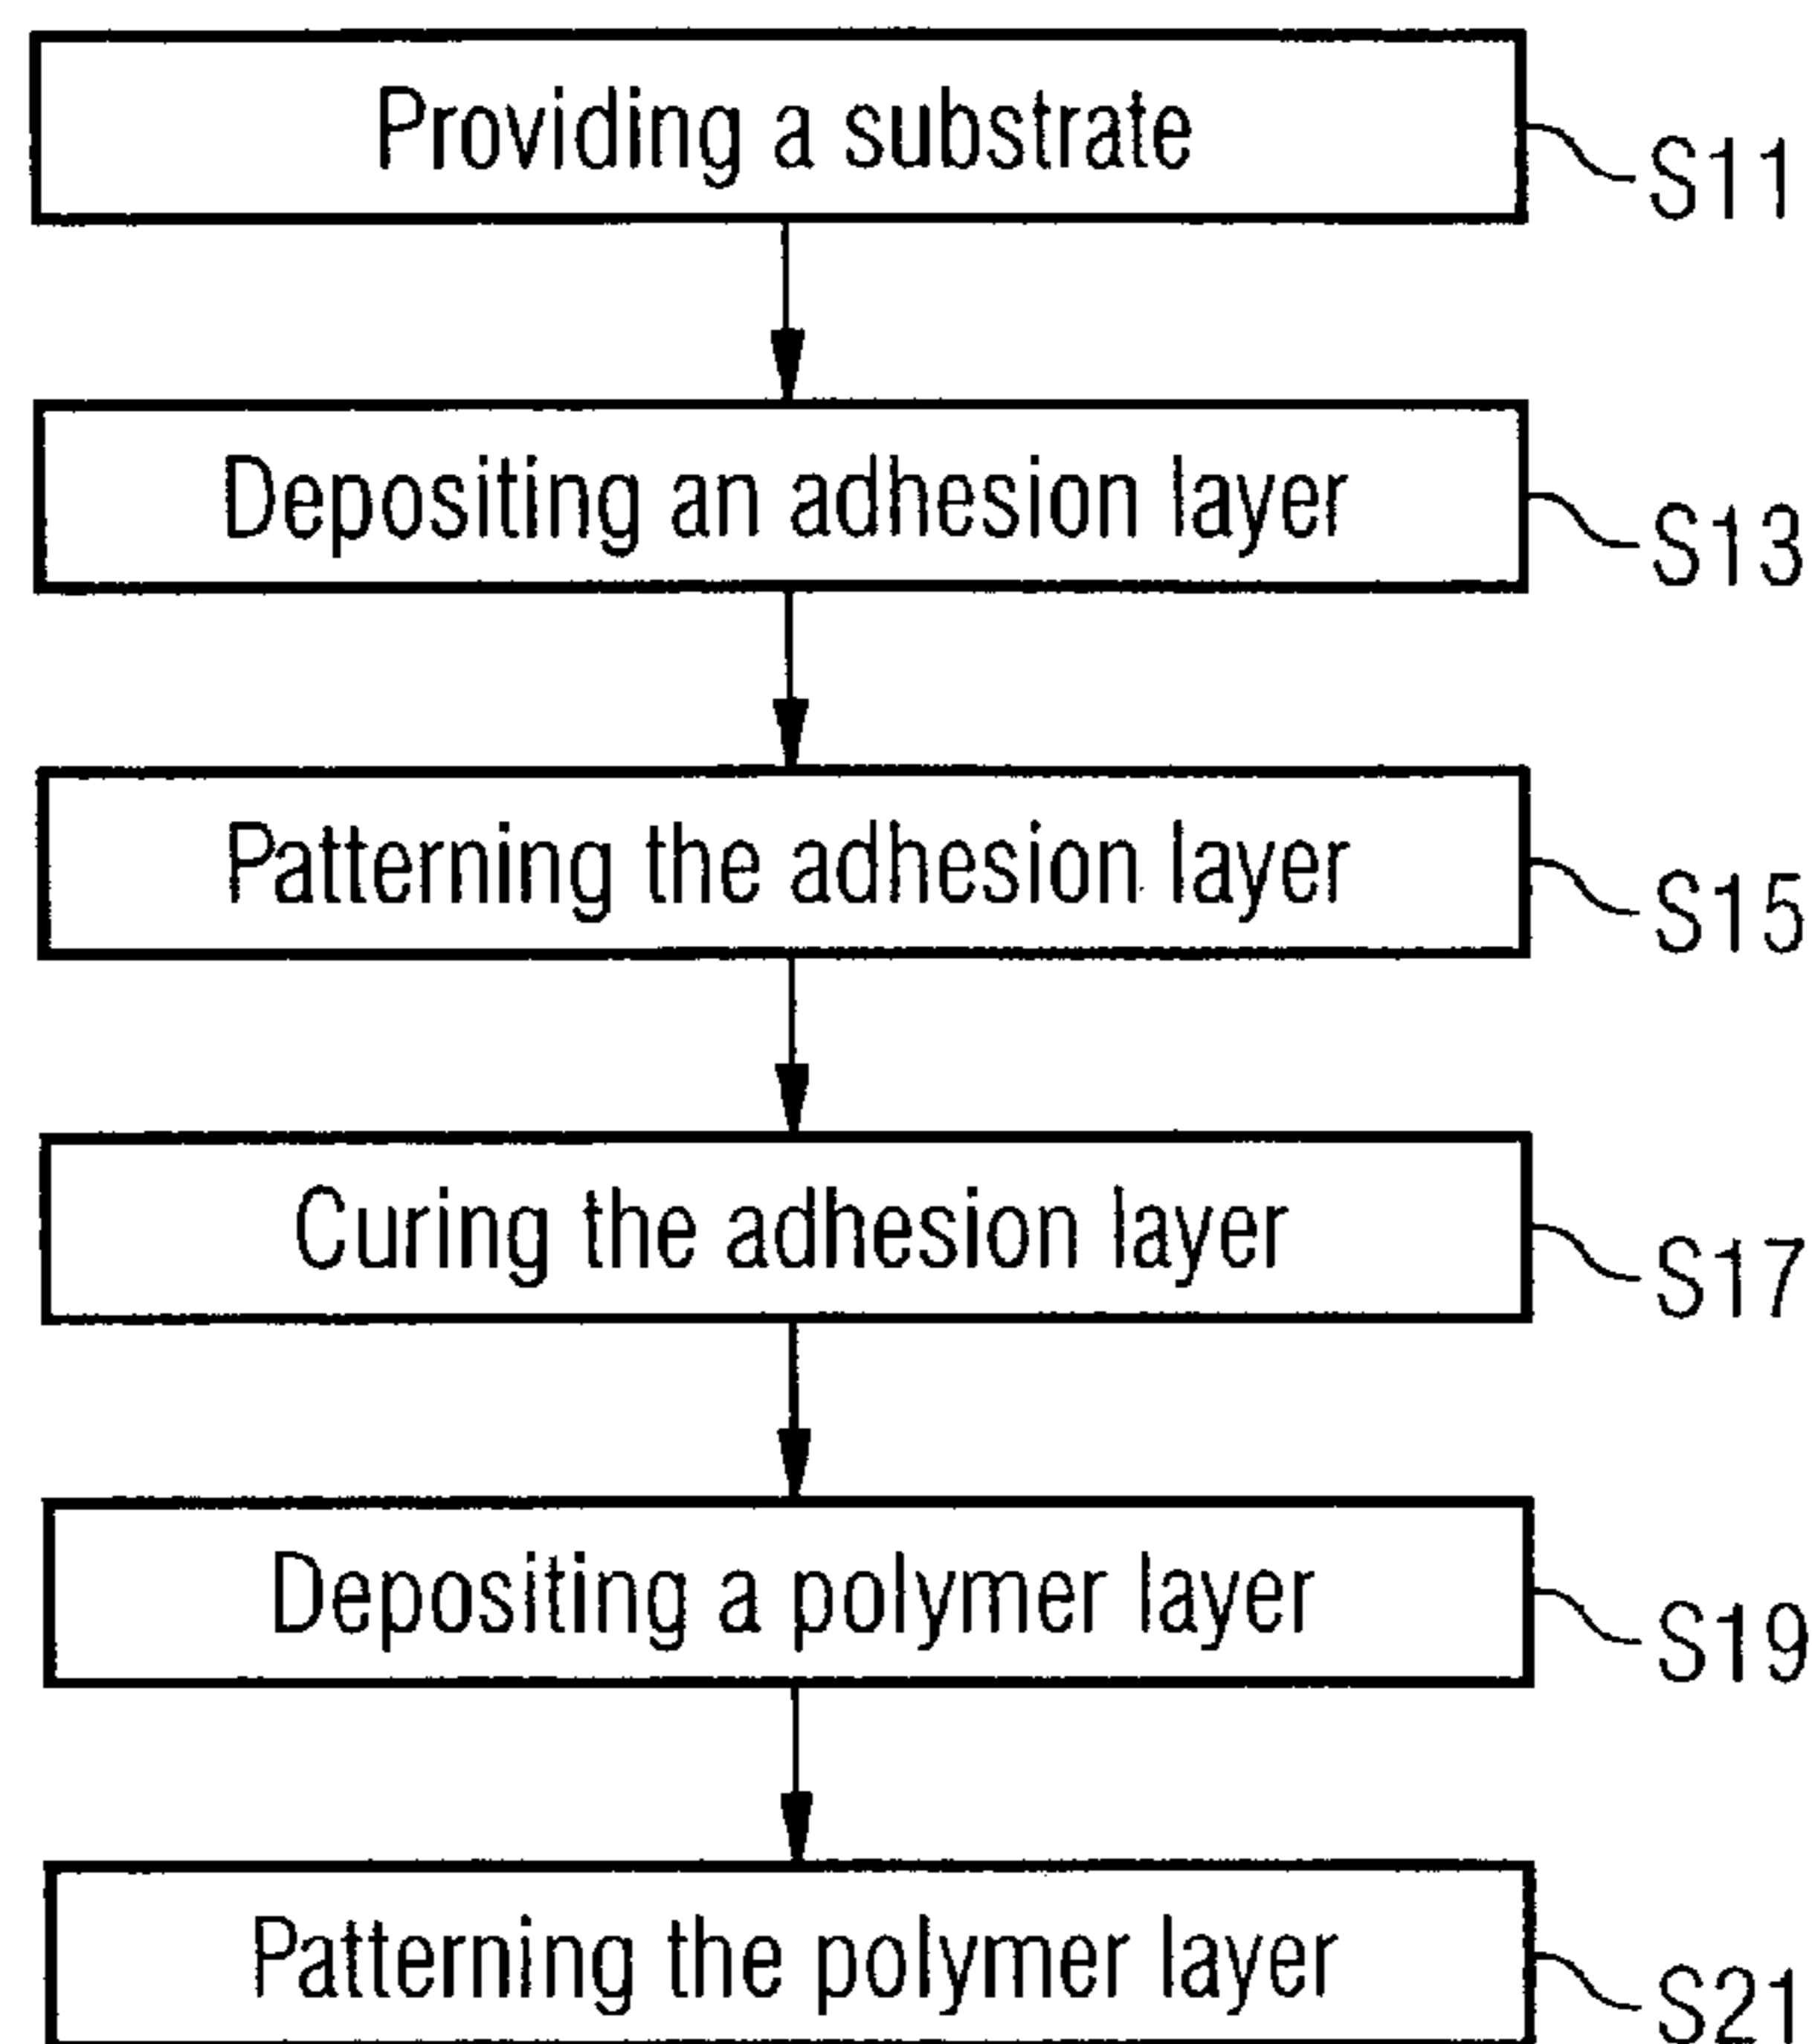 Providing a substrate
S11
Depositing an adhesion layer
S13
Patterning the adhesion layer
S15
Curing the adhesion layer
S17
Depositing a polymer layer
S19
Patterning the polymer layer
S21